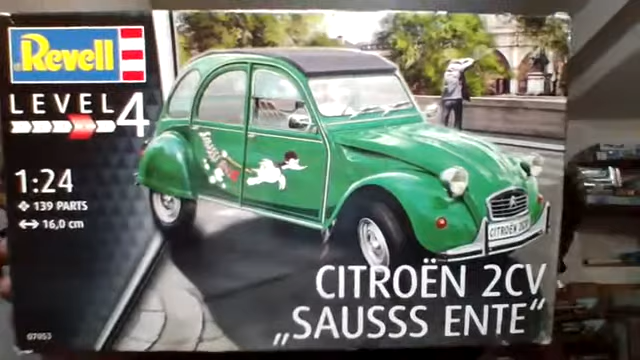 Revell
LEVEL 4
1:24
139 PARTS
16,0 cm
CITROËN 2CV
CITROËN 2CV
„SAUSSS ENTE“
07053